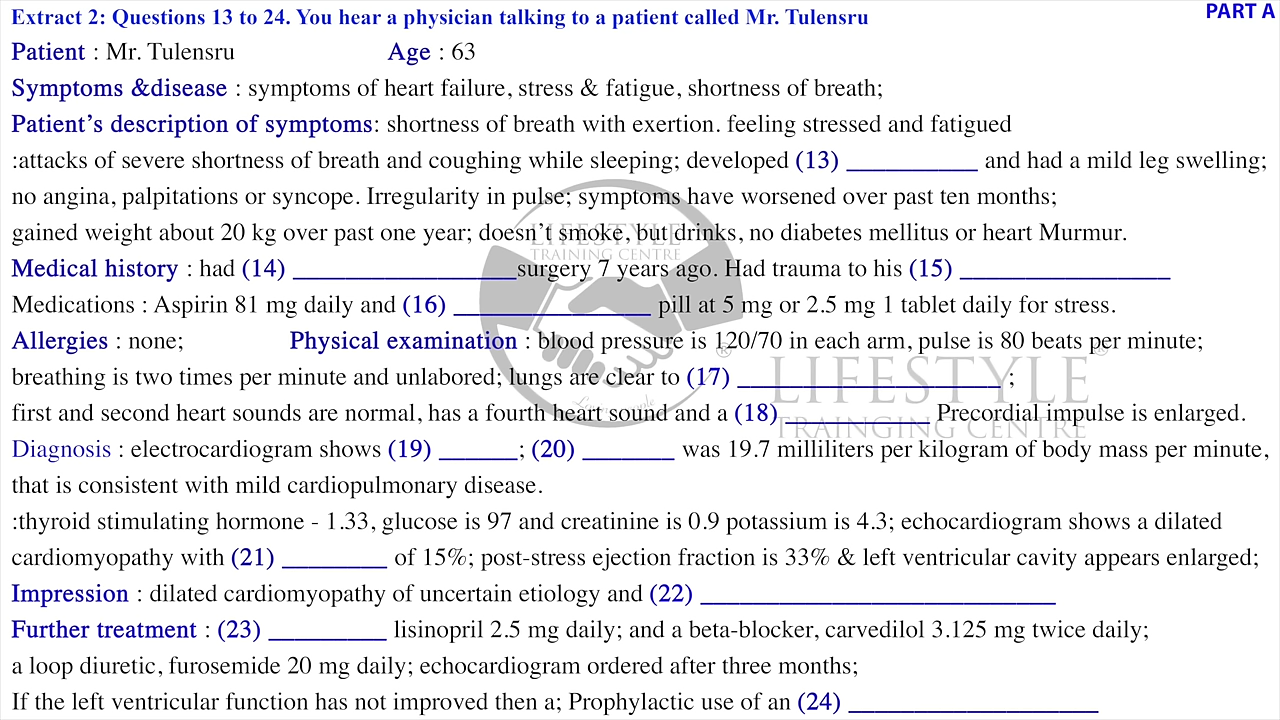 Extract 2: Questions 13 to 24. You hear a physician talking to a patient called Mr. Tulensru
PART A
Patient : Mr. Tulensru Age : 63
Symptoms &disease : symptoms of heart failure, stress & fatigue, shortness of breath;
Patient's description of symptoms: shortness of breath with exertion. feeling stressed and fatigued
:attacks of severe shortness of breath and coughing while sleeping; developed (13) __________ and had a mild leg swelling;
no angina, palpitations or syncope. Irregularity in pulse; symptoms have worsened over past ten months;
gained weight about 20 kg over past one year; doesn't smoke, but drinks, no diabetes mellitus or heart Murmur.
Medical history : had (14) _________________surgery 7 years ago. Had trauma to his (15) ________________
Medications : Aspirin 81 mg daily and (16) _______________ pill at 5 mg or 2.5 mg 1 tablet daily for stress.
Allergies : none; Physical examination : blood pressure is 120/70 in each arm, pulse is 80 beats per minute;
breathing is two times per minute and unlabored; lungs are clear to (17) ____________________ ;
first and second heart sounds are normal, has a fourth heart sound and a (18)___________ Precordial impulse is enlarged.
Diagnosis : electrocardiogram shows (19) ______; (20) _______ was 19.7 milliliters per kilogram of body mass per minute,
that is consistent with mild cardiopulmonary disease.
:thyroid stimulating hormone - 1.33, glucose is 97 and creatinine is 0.9 potassium is 4.3; echocardiogram shows a dilated
cardiomyopathy with (21) ________ of 15%; post-stress ejection fraction is 33% & left ventricular cavity appears enlarged;
Impression : dilated cardiomyopathy of uncertain etiology and (22) ___________________________
Further treatment : (23) _________ lisinopril 2.5 mg daily; and a beta-blocker, carvedilol 3.125 mg twice daily;
a loop diuretic, furosemide 20 mg daily; echocardiogram ordered after three months;
If the left ventricular function has not improved then a; Prophylactic use of an (24) ___________________
LIFESTYLE
TRAINING CENTRE
LIFESTYLE
TRAINGING CENTRE